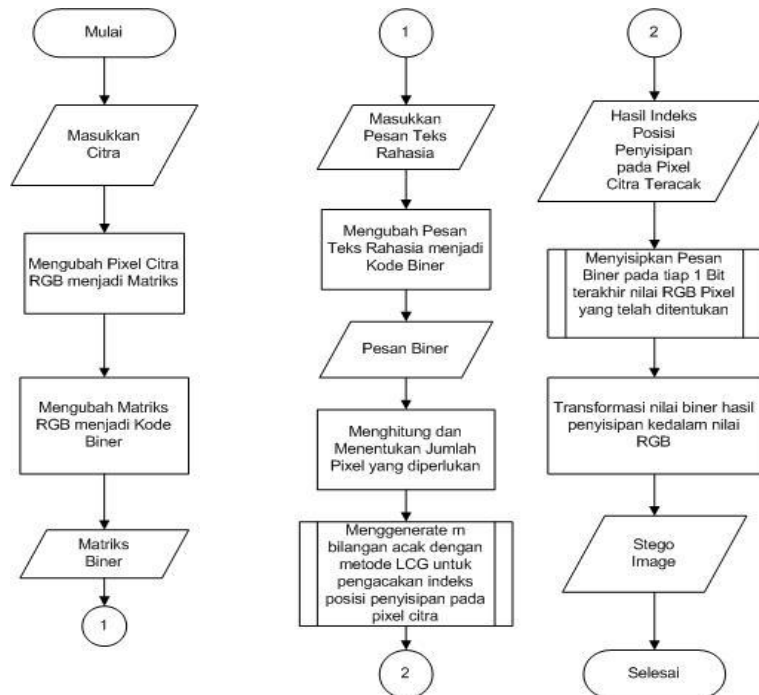 Mulai
Masukkan
Citra
Mengubah Pixel Citra
RGB menjadi Matriks
Mengubah Matriks
RGB menjadi Kode
Biner
Matriks
Biner
1
1
Masukkan
Pesan Teks
Rahasia
Mengubah Pesan
Teks Rahasia menjadi
Kode Biner
Pesan Biner
Menghitung dan
Menentukan Jumlah
Pixel yang diperlukan
Menggenerate m
bilangan acak dengan
metode LCG untuk
pengacakan indeks
posisi penyisipan pada
pixel citra
2
2
Hasil Indeks
Posisi
Penyisipan
pada Pixel
Citra Teracak
Menyisipkan Pesan
Biner pada tiap 1 Bit
terakhir nilai RGB Pixel
yang telah ditentukan
Transformasi nilai biner hasil
penyisipan kedalam nilai
RGB
Stego
Image
Selesai